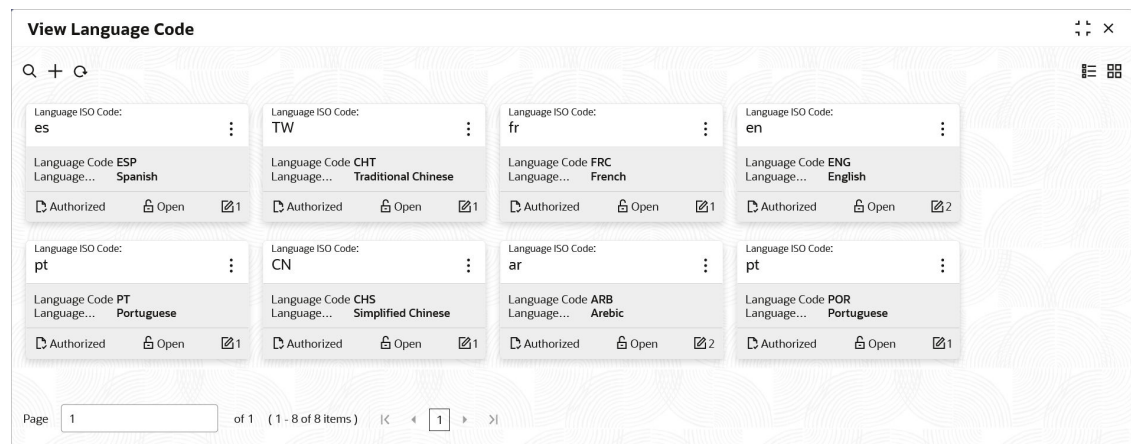 View Language Code
Language ISO Code:
es
Language Code ESP
Language... Spanish
Authorized Open 1
Language ISO Code:
TW
Language Code CHT
Language... Traditional Chinese
Authorized Open 1
Language ISO Code:
fr
Language Code FRC
Language... French
Authorized Open 1
Language ISO Code:
en
Language Code ENG
Language... English
Authorized Open 2
Language ISO Code:
pt
Language Code PT
Language... Portuguese
Authorized Open 1
Language ISO Code:
CN
Language Code CHS
Language... Simplified Chinese
Authorized Open 1
Language ISO Code:
ar
Language Code ARB
Language... Arebic
Authorized Open 2
Language ISO Code:
pt
Language Code POR
Language... Portuguese
Authorized Open 1
Page 1 of 1 ( 1 - 8 of 8 items ) 1